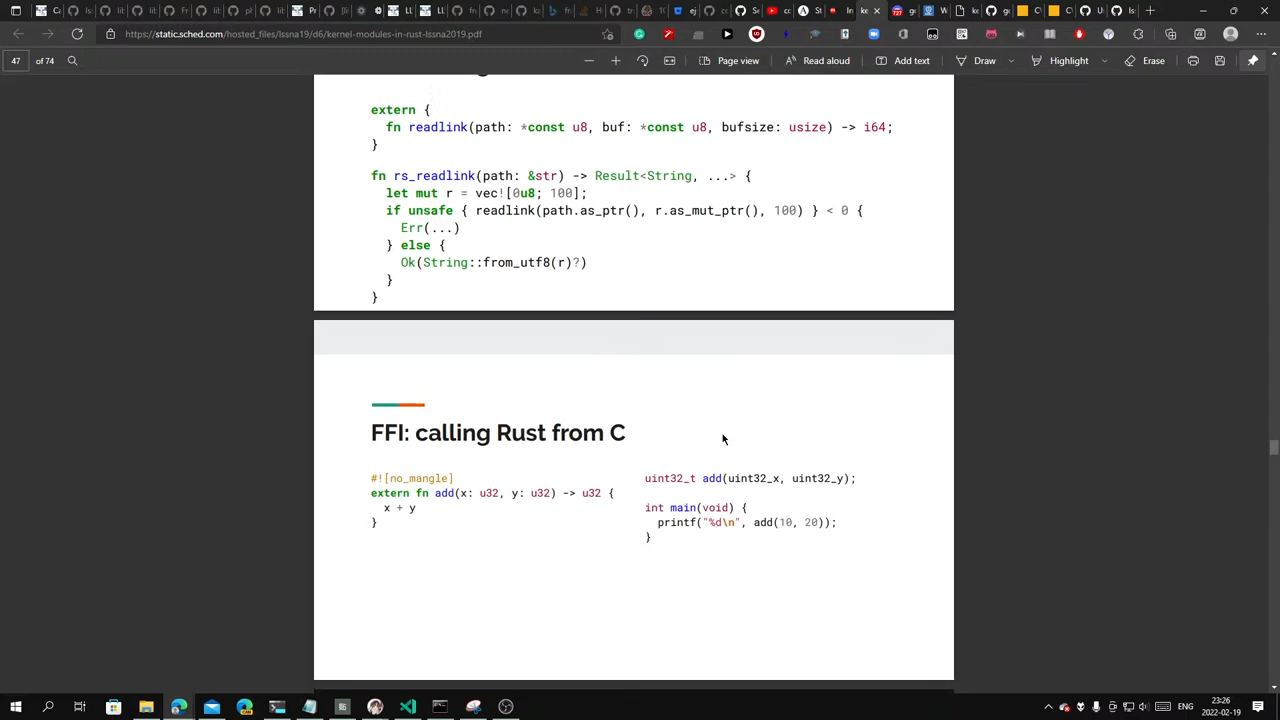 https://static.sched.com/hosted_files/lssna19/d6/kernel-modules-in-rust-lssna2019.pdf
47 of 74
Page view
Read aloud
Add text
Draw
Highlight
Erase
extern {
fn readlink(path: *const u8, buf: *const u8, bufsize: usize) -> i64;
}
fn rs_readlink(path: &str) -> Result<String, ...> {
let mut r = vec![0u8; 100];
if unsafe { readlink(path.as_ptr(), r.as_mut_ptr(), 100) } < 0 {
Err(...)
} else {
Ok(String::from_utf8(r)?)
}
}
FFI: calling Rust from C
#![no_mangle]
extern fn add(x: u32, y: u32) -> u32 {
x + y
}
uint32_t add(uint32_x, uint32_y);
int main(void) {
printf("%d\n", add(10, 20));
}
ENG
23:26
2022-02-19